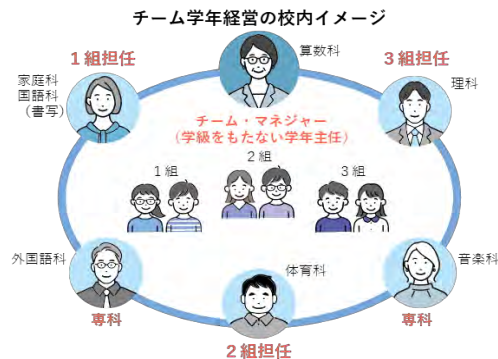 チーム学年経営の校内イメージ
1組担任
算数科
3組担任
家庭科
国語科
（書写）
理科
チーム・マネジャー
（学級をもたない学年主任）
1組
2組
3組
外国語科
体育科
音楽科
専科
専科
2組担任